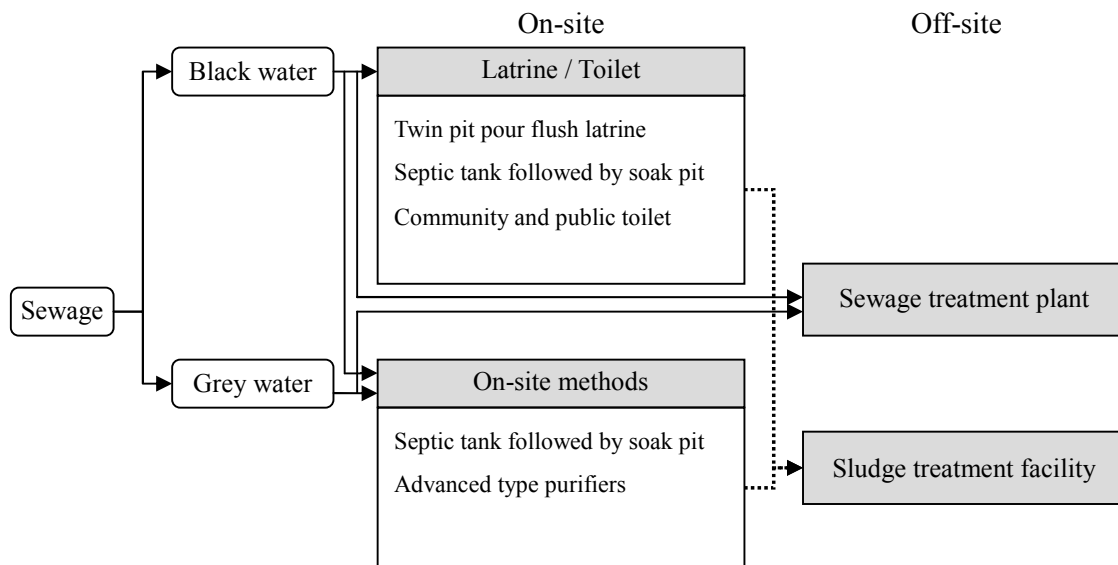 On-site
Off-site
Black water
Latrine / Toilet
Twin pit pour flush latrine
Septic tank followed by soak pit
Community and public toilet
Sewage
Sewage treatment plant
Grey water
On-site methods
Septic tank followed by soak pit
Advanced type purifiers
Sludge treatment facility